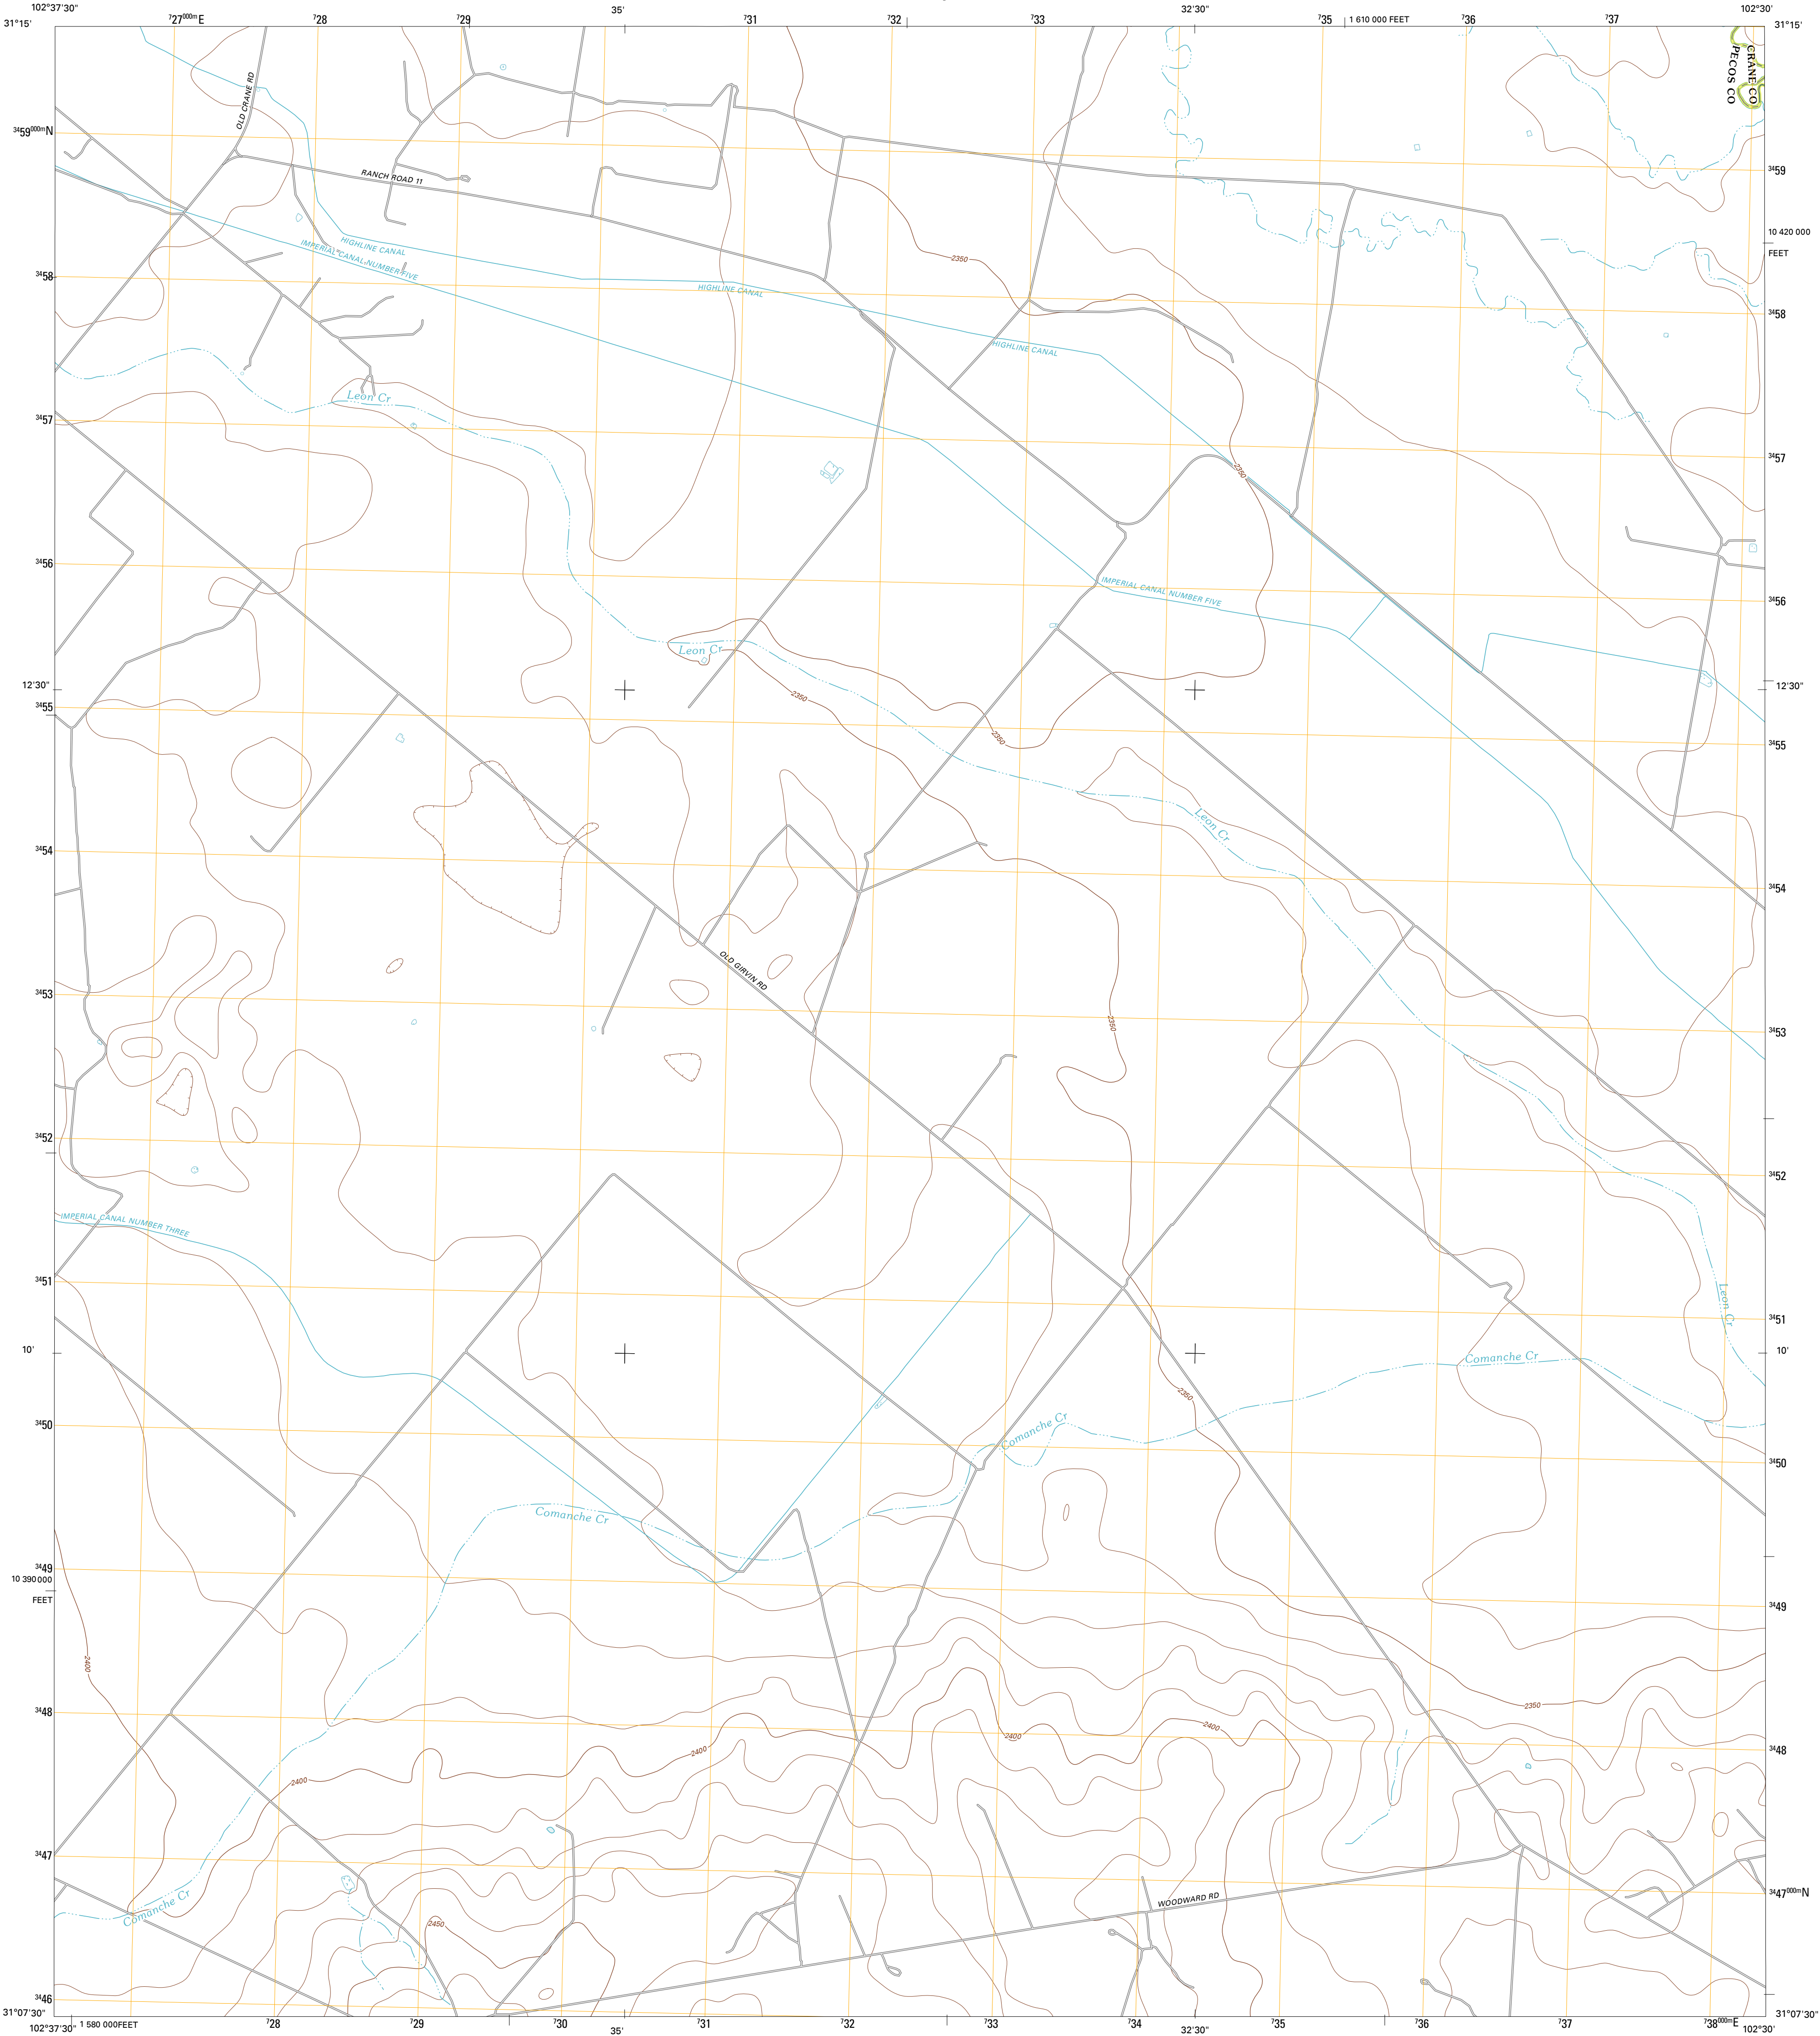 102°37'30" ⁷27⁰⁰⁰ᵐE ⁷28 ⁷29 35' ⁷31 ⁷32 ⁷33 32'30" ⁷35 1 610 000 FEET ⁷36 ⁷37 102°30'
31°15' 31°15'
CRANE CO
PECOS CO
OLD CRANE RD
³⁴59⁰⁰⁰ᵐN
³⁴59
RANCH ROAD 11
10 420 000
FEET
HIGHLINE CANAL
IMPERIAL CANAL NUMBER FIVE
2350
³⁴58
HIGHLINE CANAL
³⁴58
HIGHLINE CANAL
Leon Cr
³⁴57
³⁴57
2350
³⁴56
IMPERIAL CANAL NUMBER FIVE
³⁴56
Leon Cr
12'30" 12'30"
2350
³⁴55
2350
³⁴55
Leon Cr
³⁴54
³⁴54
OLD GIRVIN RD
³⁴53
2350
³⁴53
³⁴52
³⁴52
IMPERIAL CANAL NUMBER THREE
³⁴51
Leon Cr
³⁴51
10' 10'
Comanche Cr
2350
³⁴50
Comanche Cr
³⁴50
Comanche Cr
³⁴49
10 390 000
FEET
³⁴49
2400
2350
³⁴48
2400
2400
2400
³⁴48
2400
³⁴47
³⁴47⁰⁰⁰ᵐN
WOODWARD RD
Comanche Cr
2450
³⁴46
31°07'30" 31°07'30"
102°37'30" 1 580 000FEET ⁷28 ⁷29 ⁷30 35' ⁷31 ⁷32 ⁷33 ⁷34 32'30" ⁷35 ⁷36 ⁷37 ⁷38⁰⁰⁰ᵐE 102°30'